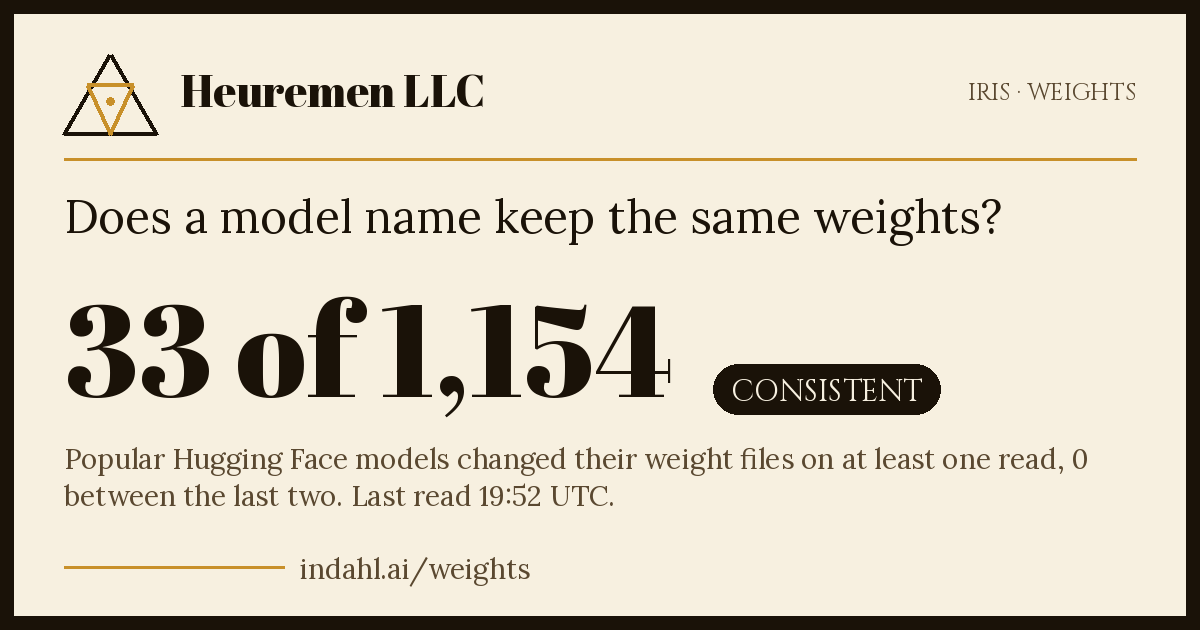 Heuremen LLC
IRIS · WEIGHTS
Does a model name keep the same weights?
33 of 1,154
CONSISTENT
Popular Hugging Face models changed their weight files on at least one read, 0
between the last two. Last read 19:52 UTC.
indahl.ai/weights